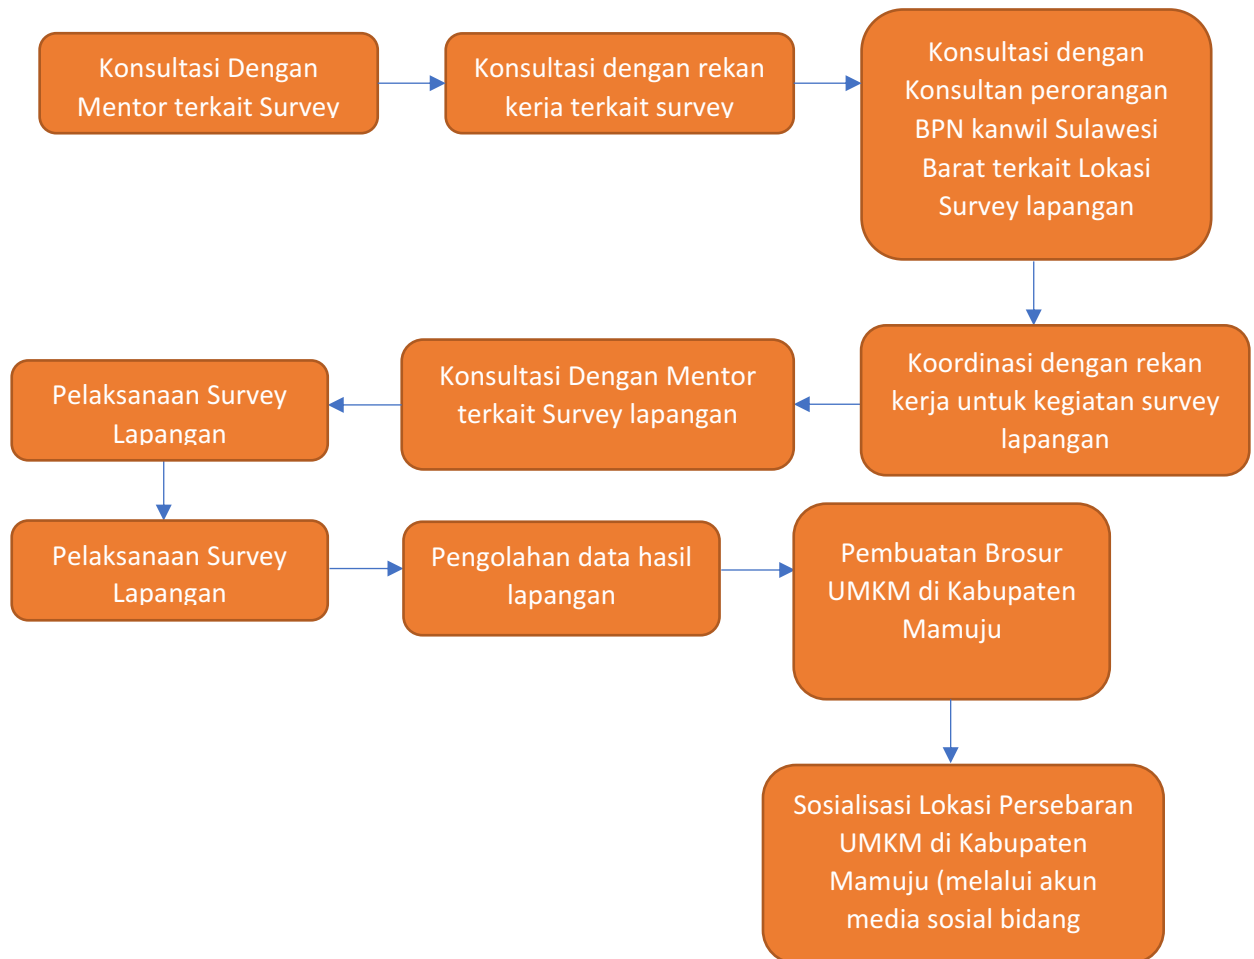 Konsultasi Dengan
Mentor terkait Survey
Konsultasi dengan rekan
kerja terkait survey
Konsultasi dengan
Konsultan perorangan
BPN kanwil Sulawesi
Barat terkait Lokasi
Survey lapangan
Koordinasi dengan rekan
kerja untuk kegiatan survey
lapangan
Konsultasi Dengan Mentor
terkait Survey lapangan
Pelaksanaan Survey
Lapangan
Pelaksanaan Survey
Lapangan
Pengolahan data hasil
lapangan
Pembuatan Brosur
UMKM di Kabupaten
Mamuju
Sosialisasi Lokasi Persebaran
UMKM di Kabupaten
Mamuju (melalui akun
media sosial bidang